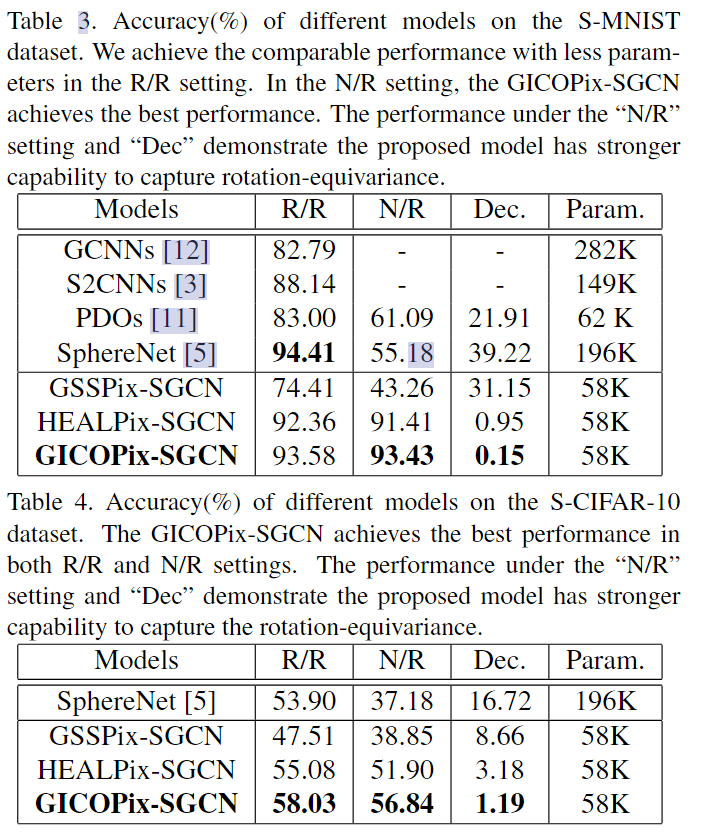 Table 3. Accuracy(%) of different models on the S-MNIST
dataset. We achieve the comparable performance with less param-
eters in the R/R setting. In the N/R setting, the GICOPix-SGCN
achieves the best performance. The performance under the “N/R”
setting and “Dec” demonstrate the proposed model has stronger
capability to capture rotation-equivariance.
Models R/R N/R Dec. Param.
GCNNs [12] 82.79 - - 282K
S2CNNs [3] 88.14 - - 149K
PDOs [11] 83.00 61.09 21.91 62 K
SphereNet [5] 94.41 55.18 39.22 196K
GSSPix-SGCN 74.41 43.26 31.15 58K
HEALPix-SGCN 92.36 91.41 0.95 58K
GICOPix-SGCN 93.58 93.43 0.15 58K
Table 4. Accuracy(%) of different models on the S-CIFAR-10
dataset. The GICOPix-SGCN achieves the best performance in
both R/R and N/R settings. The performance under the “N/R”
setting and “Dec” demonstrate the proposed model has stronger
capability to capture the rotation-equivariance.
Models R/R N/R Dec. Param.
SphereNet [5] 53.90 37.18 16.72 196K
GSSPix-SGCN 47.51 38.85 8.66 58K
HEALPix-SGCN 55.08 51.90 3.18 58K
GICOPix-SGCN 58.03 56.84 1.19 58K